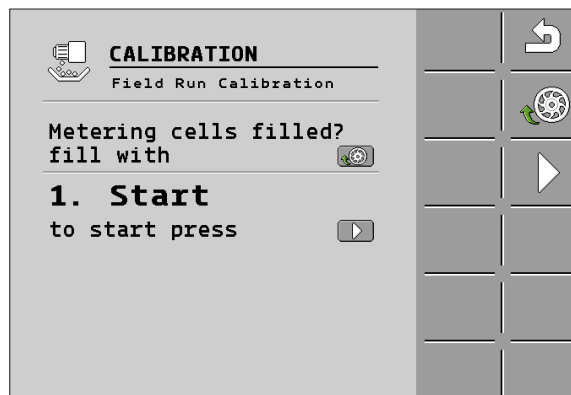 CALIBRATION
Field Run Calibration
Metering cells filled?
fill with
1. Start
to start press